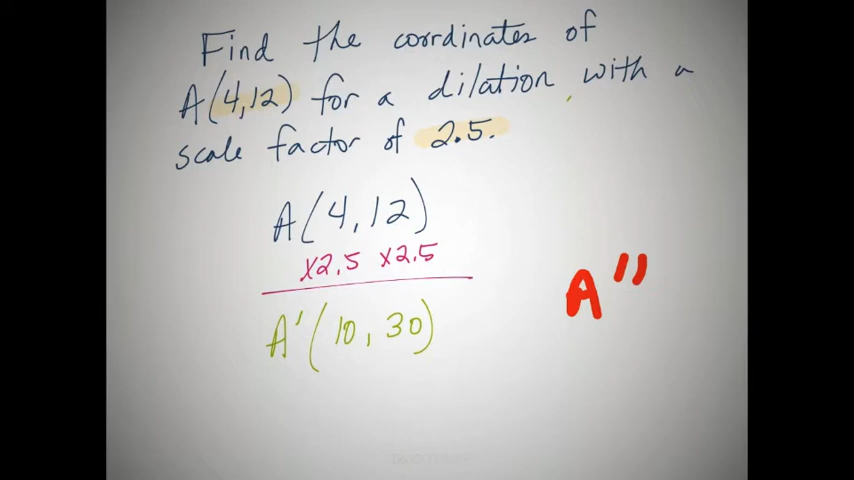 Find the coordinates of
A(4,12) for a dilation with a
scale factor of 2.5.
A(4,12)
x2.5 x2.5
A'(10, 30)
A"